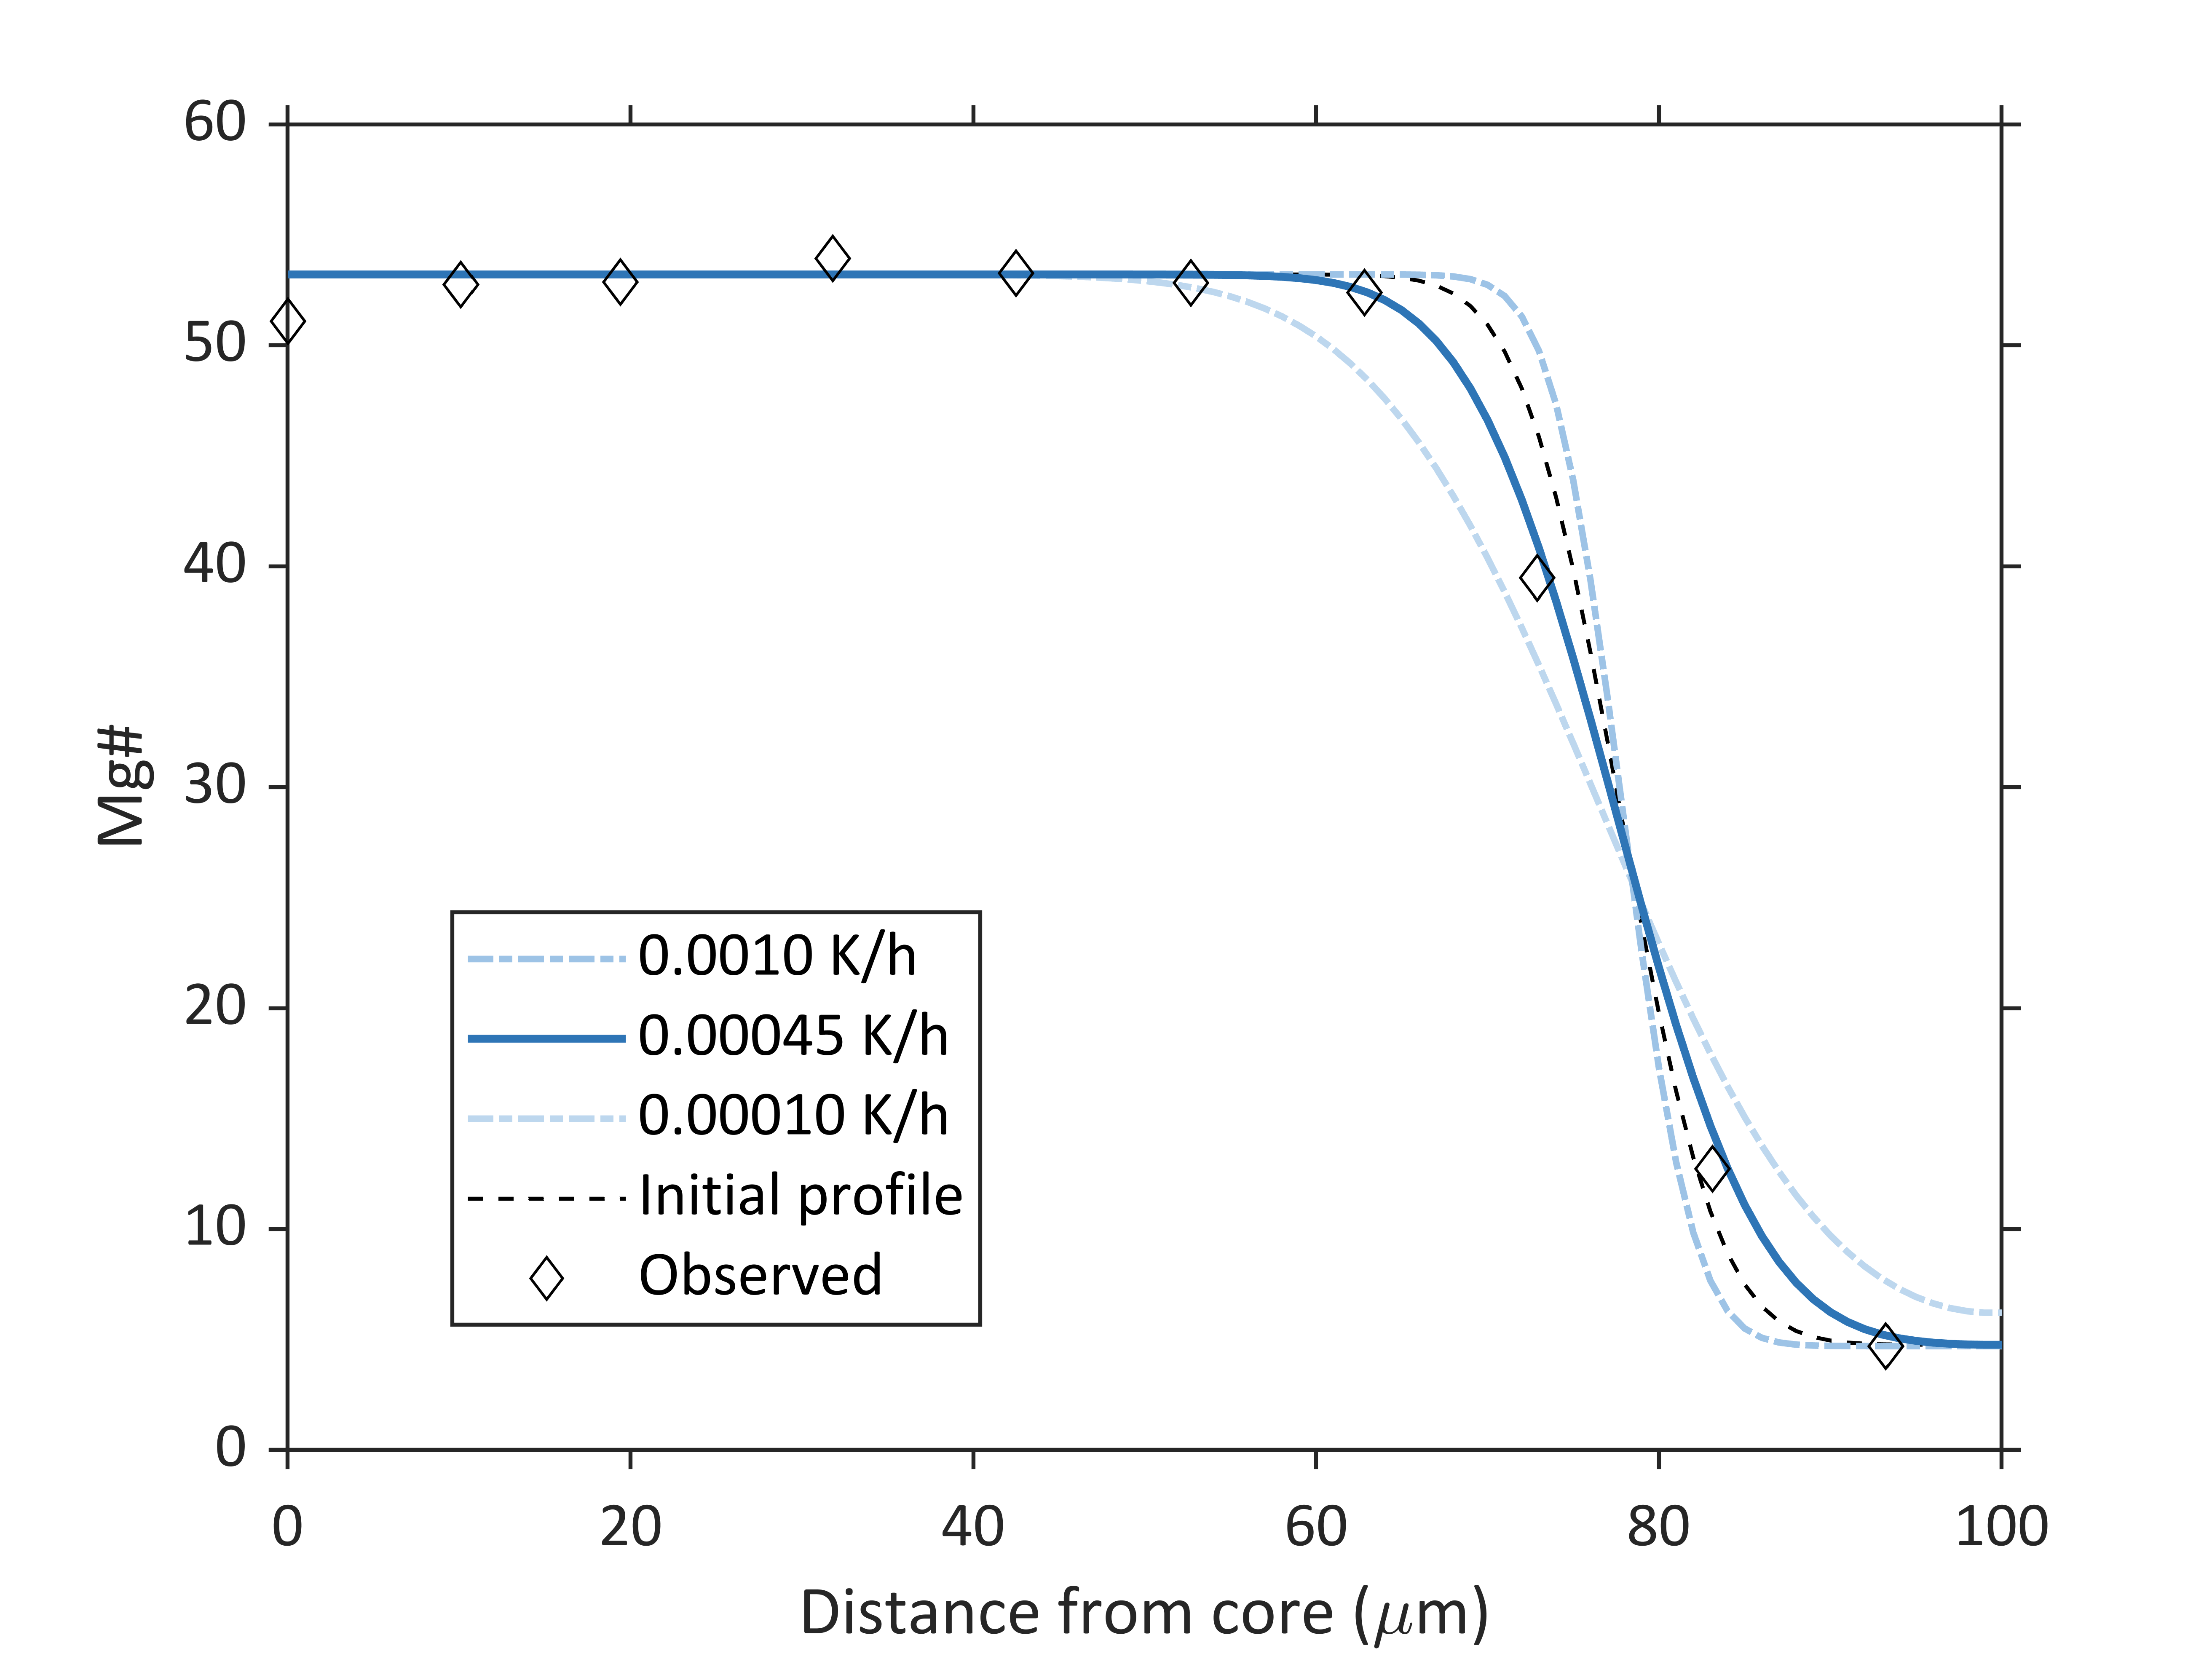 60
50
40
30
20
10
0
Mg#
0.0010 K/h
0.00045 K/h
0.00010 K/h
Initial profile
Observed
0 20 40 60 80 100
Distance from core (μm)